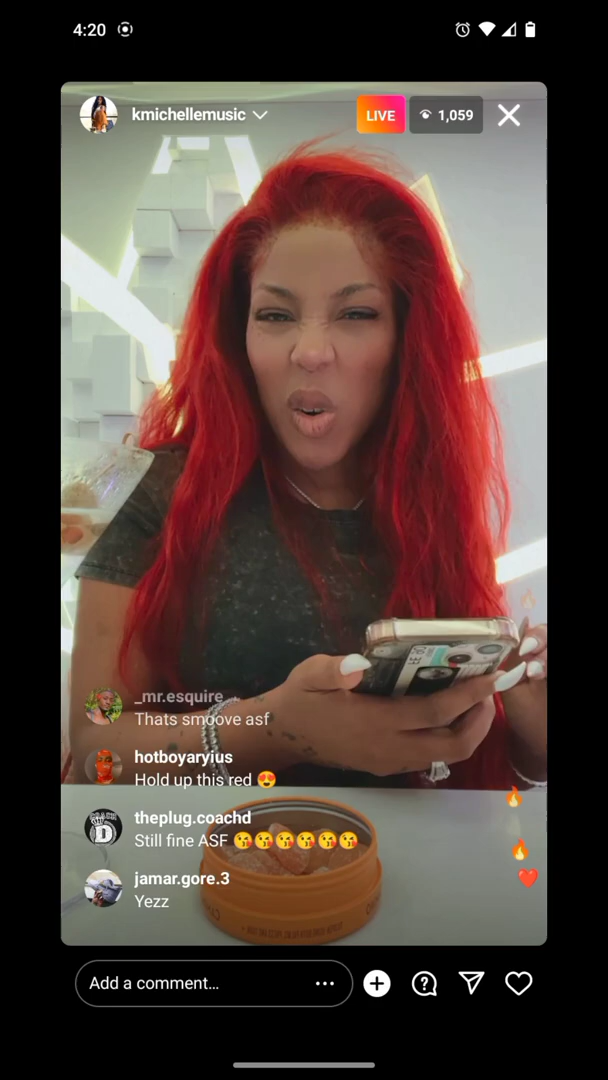 4:20
kmichellemusic
LIVE
1,059
_mr.esquire_
Thats smoove asf
hotboyaryius
Hold up this red 😍
theplug.coachd
Still fine ASF 😘😘😘😘😘😘
jamar.gore.3
Yezz
Add a comment…